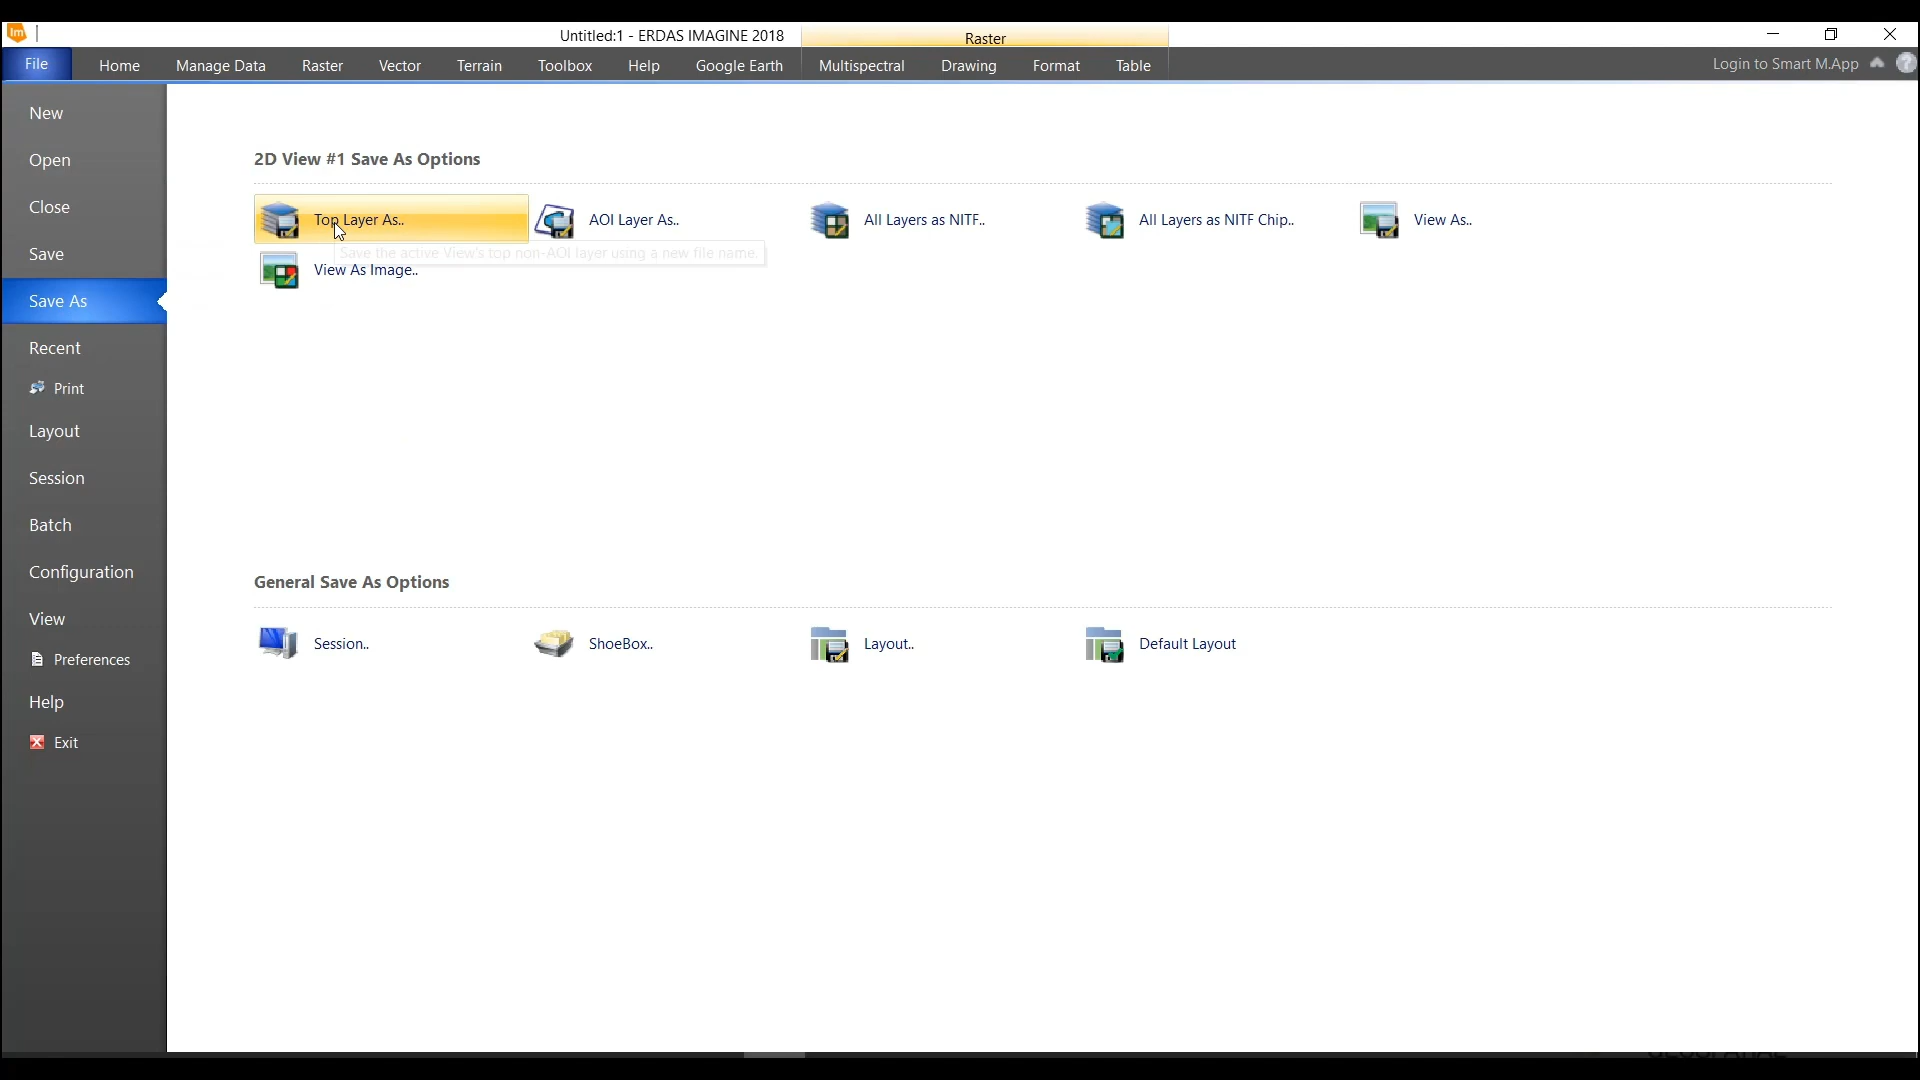 Im
Untitled:1 - ERDAS IMAGINE 2018
Raster
File Home Manage Data Raster Vector Terrain Toolbox Help Google Earth Multispectral Drawing Format Table Login to Smart M.App ?
New
Open
Close
Save
Save As
Recent
Print
Layout
Session
Batch
Configuration
View
Preferences
Help
Exit
2D View #1 Save As Options
Top Layer As.. AOI Layer As.. All Layers as NITF.. All Layers as NITF Chip.. View As..
Save the active View's top non-AOI layer using a new file name.
View As Image..
General Save As Options
Session.. ShoeBox.. Layout.. Default Layout